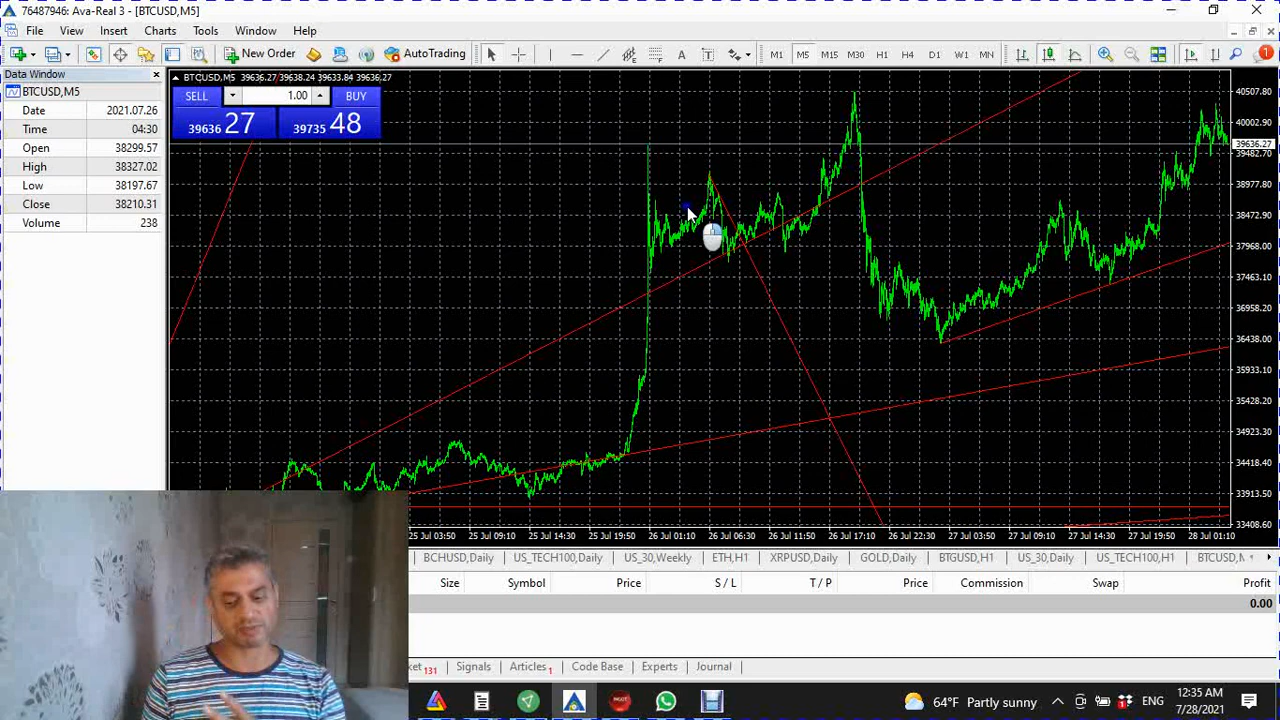 76487946: Ava-Real 3 - [BTCUSD,M5]
File View Insert Charts Tools Window Help
New Order AutoTrading A T M1 M5 M15 M30 H1 H4 D1 W1 MN 1
Data Window
BTCUSD,M5
Date 2021.07.26
Time 04:30
Open 38299.57
High 38327.02
Low 38197.67
Close 38210.31
Volume 238
BTCUSD,M5 39636.27 39638.24 39633.84 39636.27
SELL 1.00 BUY
39636 27 39735 48
40507.80
40002.90
39636.27
39482.70
38977.80
38472.90
37968.00
37463.10
36958.20
36438.00
35933.10
35428.20
34923.30
34418.40
33913.50
33408.60
25 Jul 03:50 25 Jul 09:10 25 Jul 14:30 25 Jul 19:50 26 Jul 01:10 26 Jul 06:30 26 Jul 11:50 26 Jul 17:10 26 Jul 22:30 27 Jul 03:50 27 Jul 09:10 27 Jul 14:30 27 Jul 19:50 28 Jul 01:10
BCHUSD,Daily US_TECH100,Daily US_30,Weekly ETH,H1 XRPUSD,Daily GOLD,Daily BTGUSD,H1 US_30,Daily US_TECH100,H1 BTCUSD,M
Size Symbol Price S / L T / P Price Commission Swap Profit
0.00
ket 131 Signals Articles 1 Code Base Experts Journal
64°F Partly sunny ENG 12:35 AM
7/28/2021